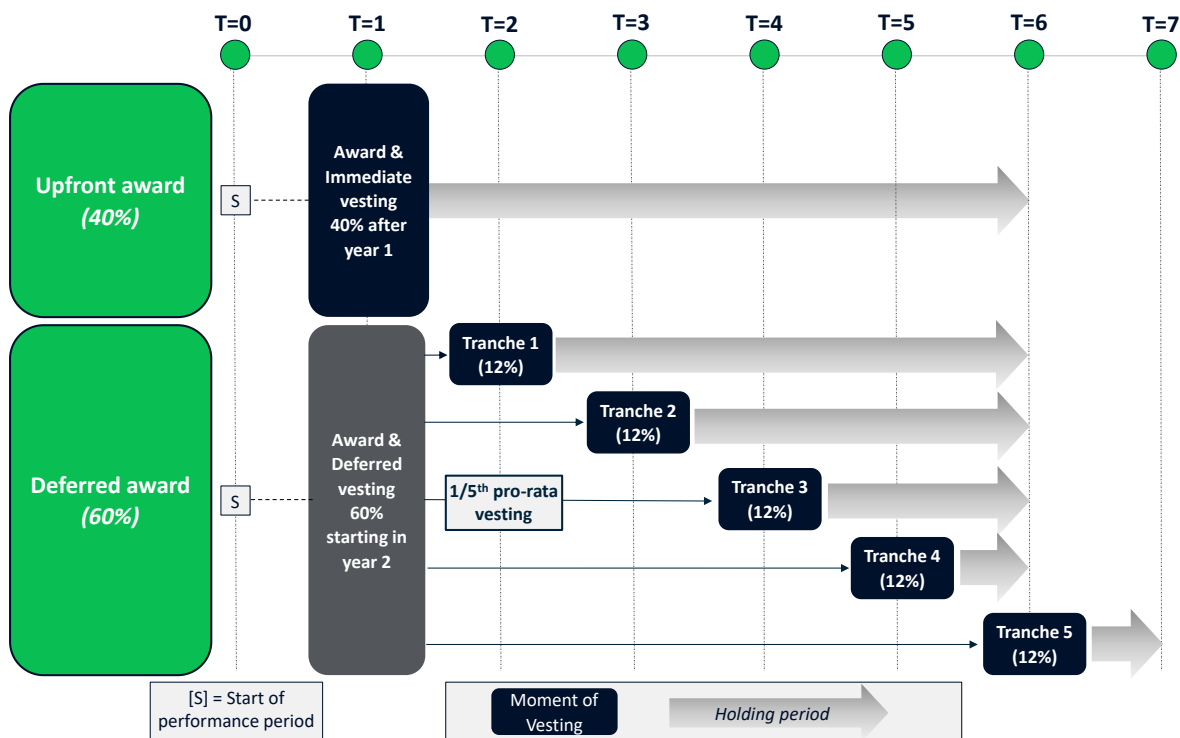 T=0
T=1
T=2
T=3
T=4
T=5
T=6
T=7
Upfront award
(40%)
S
Award &
Immediate
vesting
40% after
year 1
Deferred award
(60%)
S
Award &
Deferred
vesting
60%
starting in
year 2
Tranche 1
(12%)
Tranche 2
(12%)
1/5th pro-rata
vesting
Tranche 3
(12%)
Tranche 4
(12%)
Tranche 5
(12%)
[S] = Start of
performance period
Moment of
Vesting
Holding period